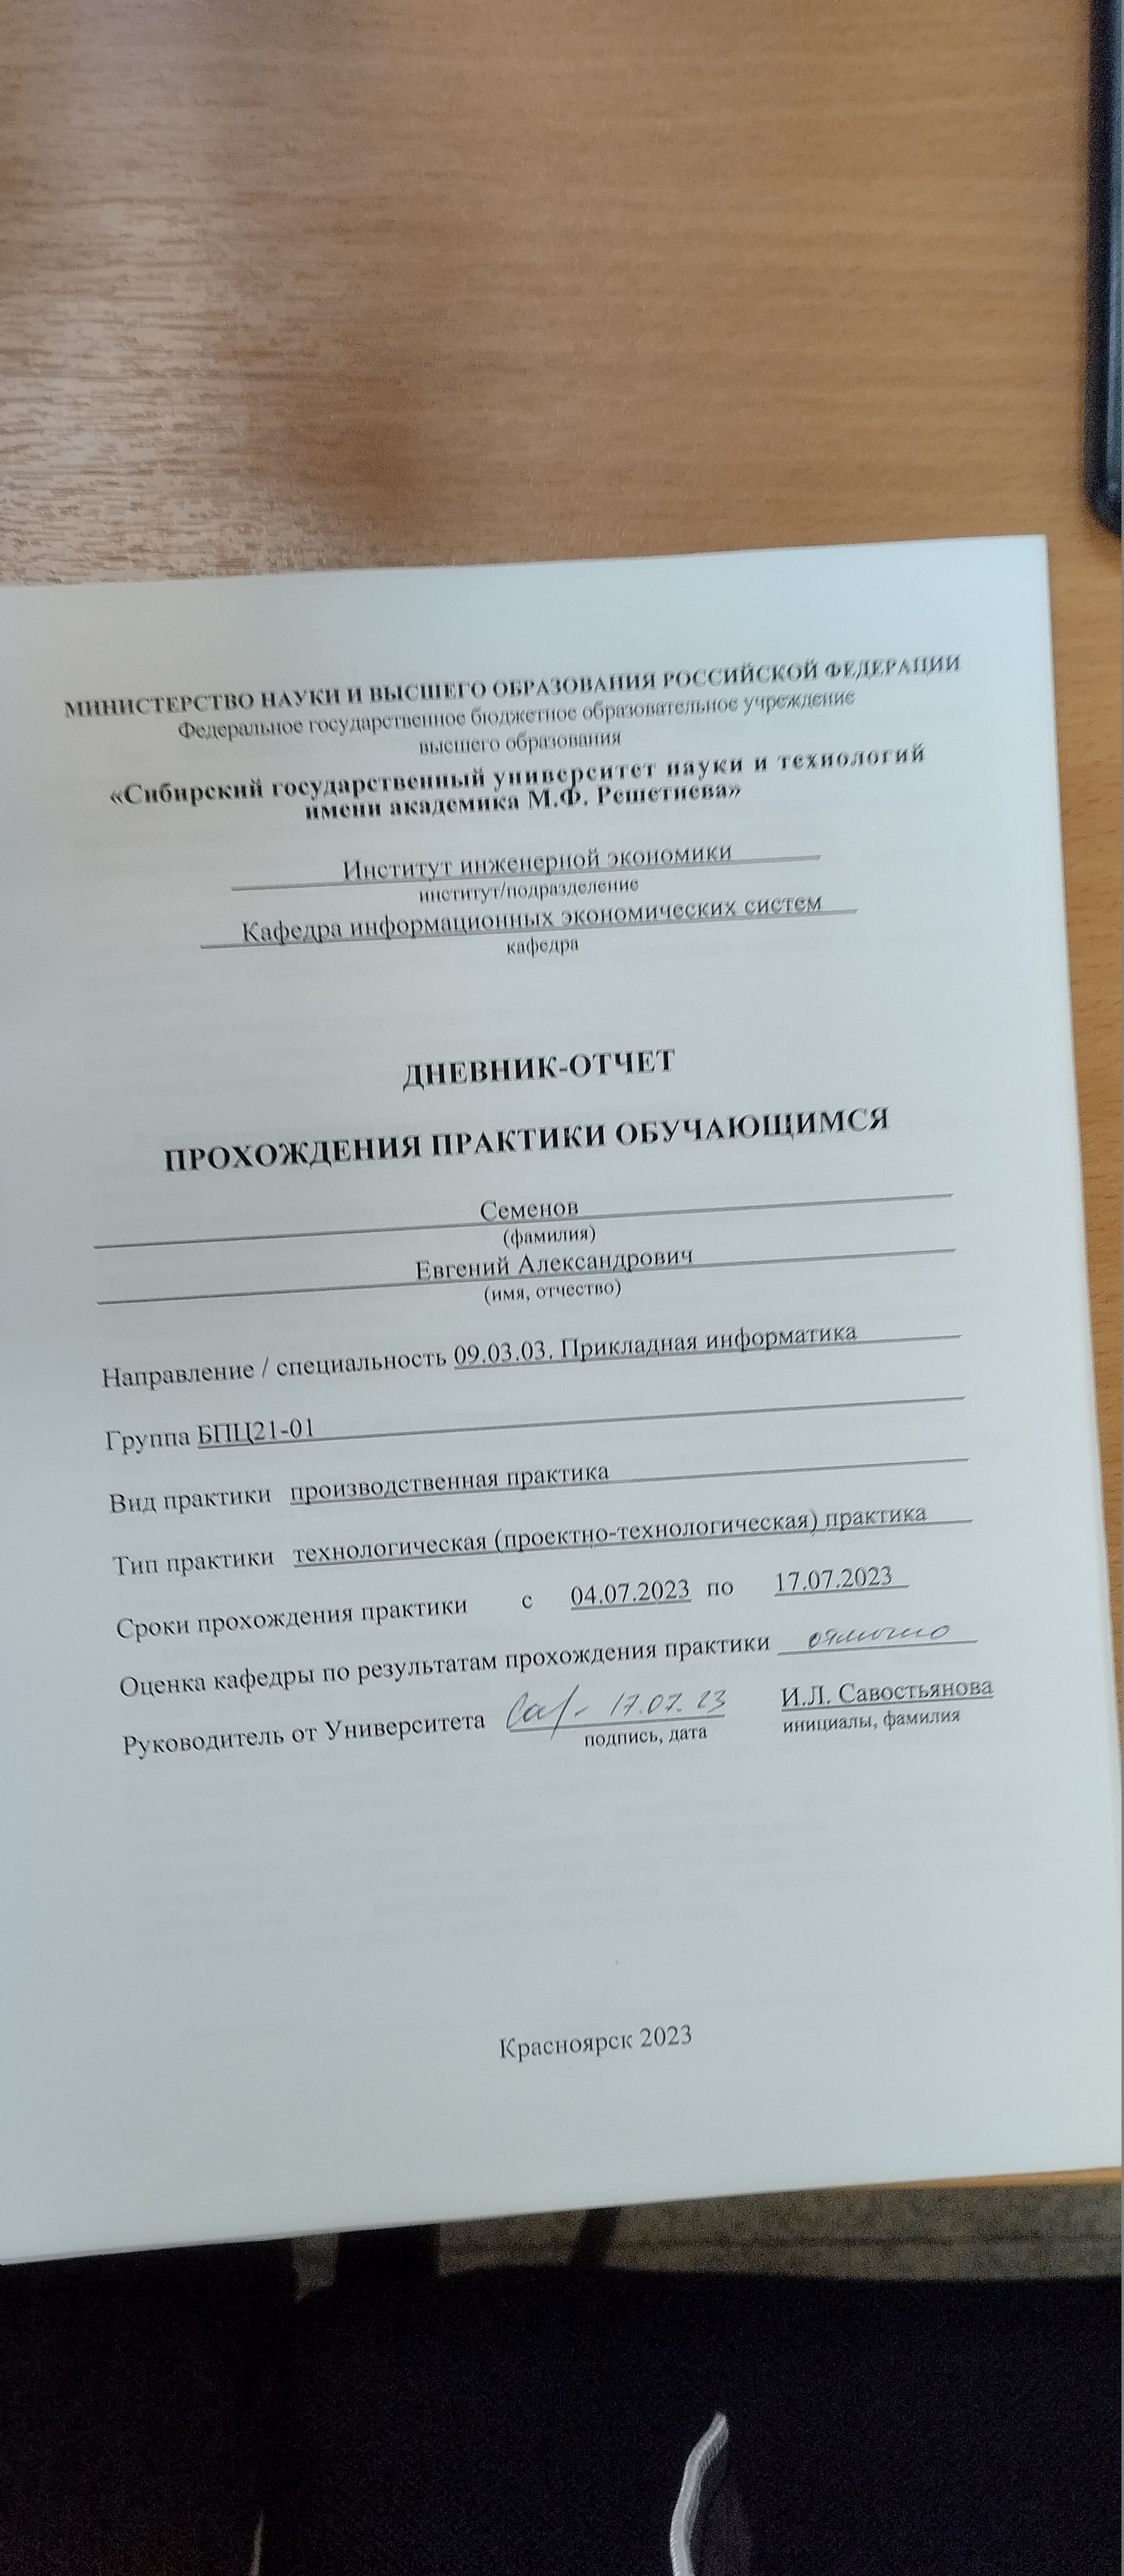 МИНИСТЕРСТВО НАУКИ И ВЫСШЕГО ОБРАЗОВАНИЯ РОССИЙСКОЙ ФЕДЕРАЦИИ
Федеральное государственное бюджетное образовательное учреждение
высшего образования
«Сибирский государственный университет науки и технологий
имени академика М.Ф. Решетнева»
Институт инженерной экономики
институт/подразделение
Кафедра информационных экономических систем
кафедра
ДНЕВНИК-ОТЧЕТ
ПРОХОЖДЕНИЯ ПРАКТИКИ ОБУЧАЮЩИМСЯ
Семенов
(фамилия)
Евгений Александрович
(имя, отчество)
Направление / специальность 09.03.03. Прикладная информатика
Группа БПЦ21-01
Вид практики производственная практика
Тип практики технологическая (проектно-технологическая) практика
Сроки прохождения практики с 04.07.2023 по 17.07.2023
Оценка кафедры по результатам прохождения практики отлично
Руководитель от Университета 17.07.23 И.Л. Савостьянова
подпись, дата инициалы, фамилия
Красноярск 2023